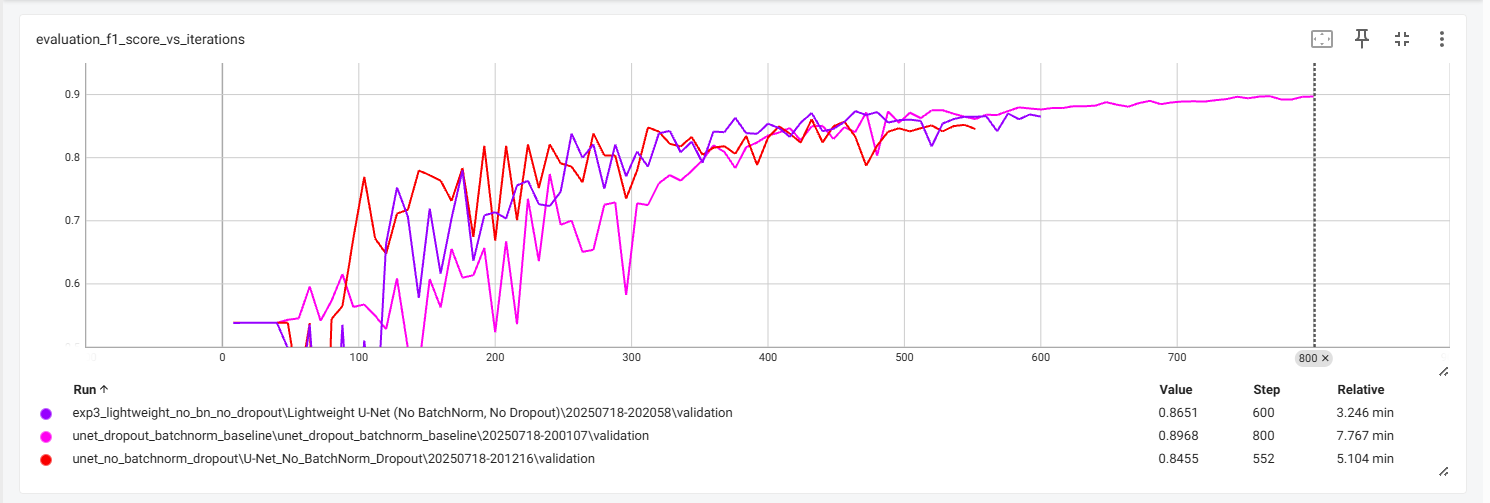 evaluation_f1_score_vs_iterations
0.9
0.8
0.7
0.6
0.5
0 0 100 200 300 400 500 600 700 800 ×
Run ↑ Value Step Relative
exp3_lightweight_no_bn_no_dropout\Lightweight U-Net (No BatchNorm, No Dropout)\20250718-202058\validation 0.8651 600 3.246 min
unet_dropout_batchnorm_baseline\unet_dropout_batchnorm_baseline\20250718-200107\validation 0.8968 800 7.767 min
unet_no_batchnorm_dropout\U-Net_No_BatchNorm_Dropout\20250718-201216\validation 0.8455 552 5.104 min